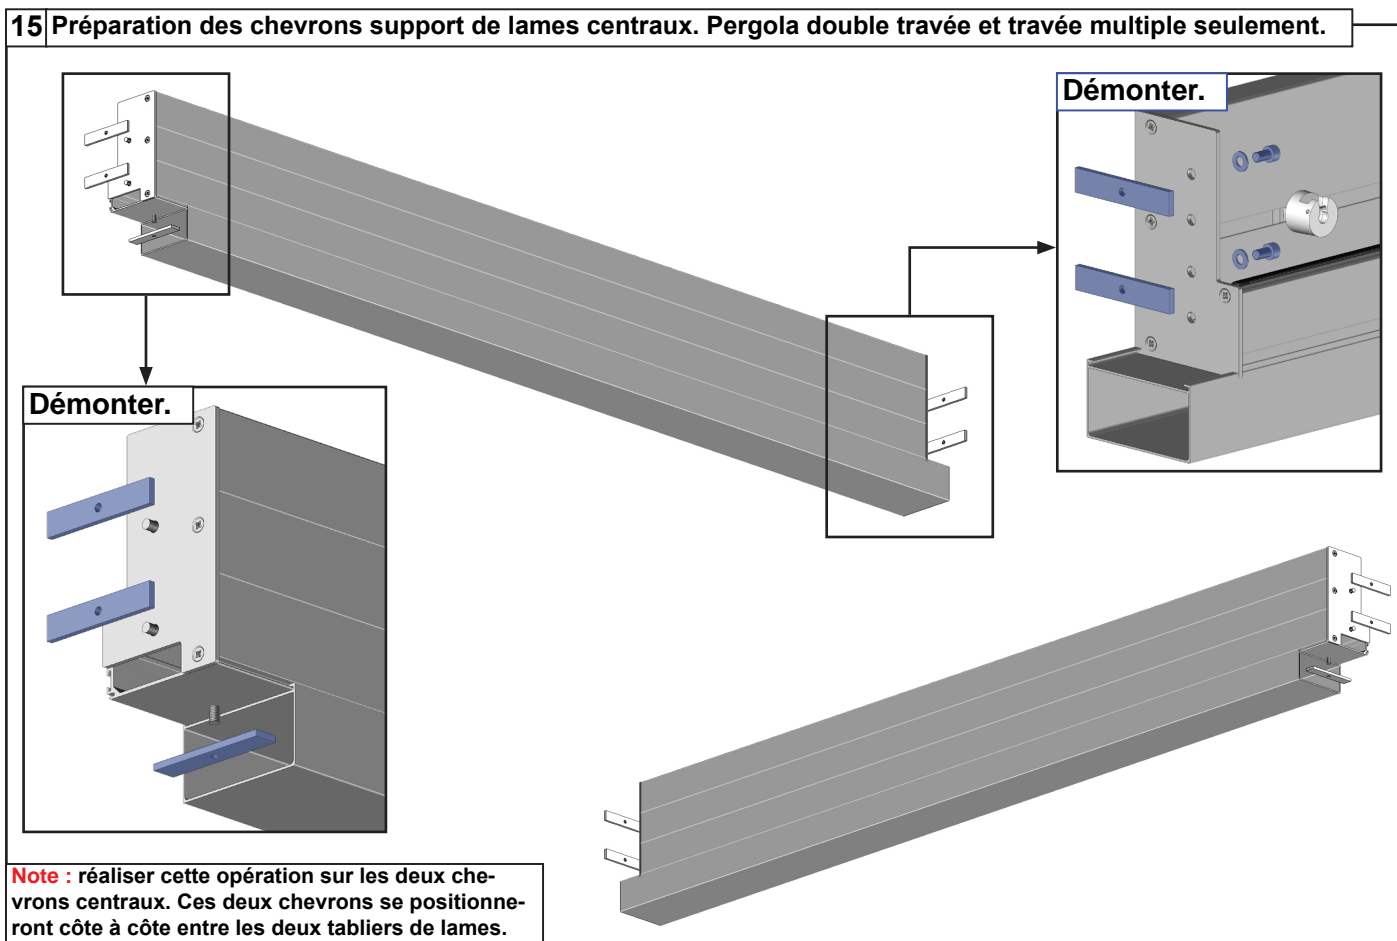 15 Préparation des chevrons support de lames centraux. Pergola double travée et travée multiple seulement.
Démonter.
Démonter.
Note : réaliser cette opération sur les deux che-
vrons centraux. Ces deux chevrons se positionne-
ront côte à côte entre les deux tabliers de lames.